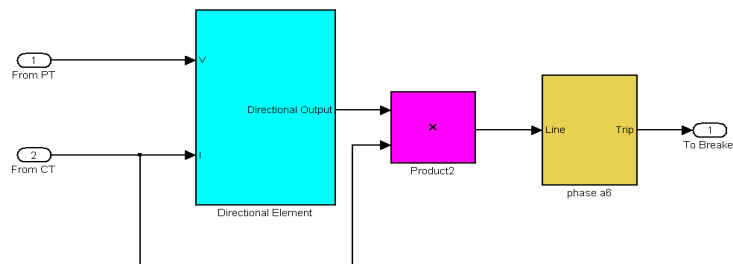 1
From PT
2
From CT
V
I
Directional Output
Directional Element
×
Product2
Line
Trip
phase a6
1
To Breake